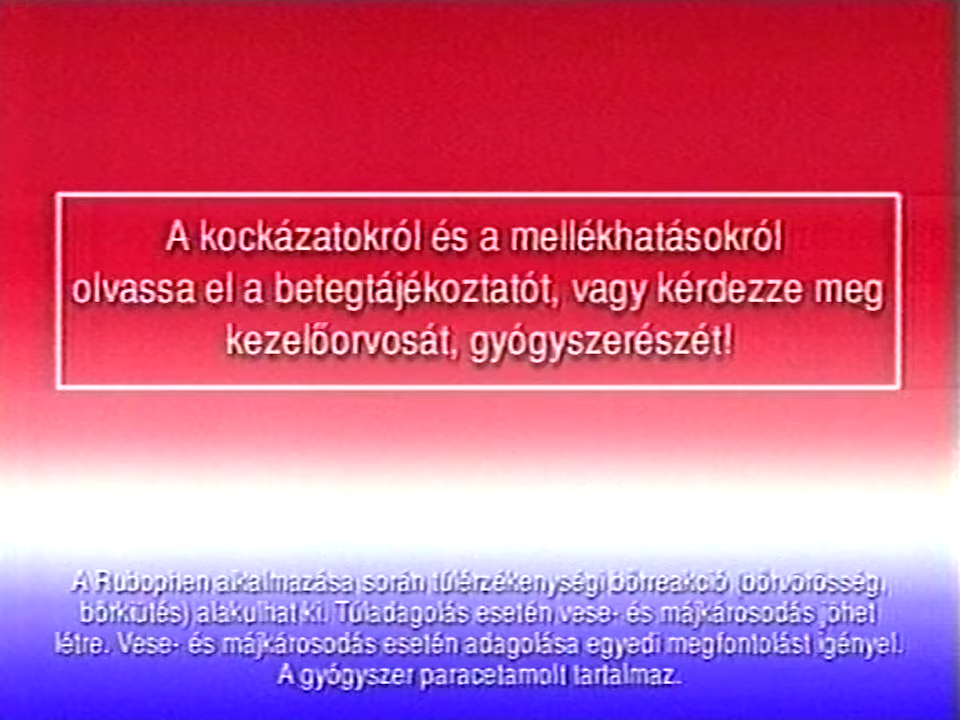 A kockázatokról és a mellékhatásokról
olvassa el a betegtájékoztatót, vagy kérdezze meg
kezelőorvosát, gyógyszerészét!
A Rubophen alkalmazása során túlérzékenységi bőrreakció (bőrvörösség,
bőrkiütés) alakulhat ki. Túladagolás esetén vese- és májkárosodás jöhet
létre. Vese- és májkárosodás esetén adagolása egyedi megfontolást igényel.
A gyógyszer paracetamolt tartalmaz.